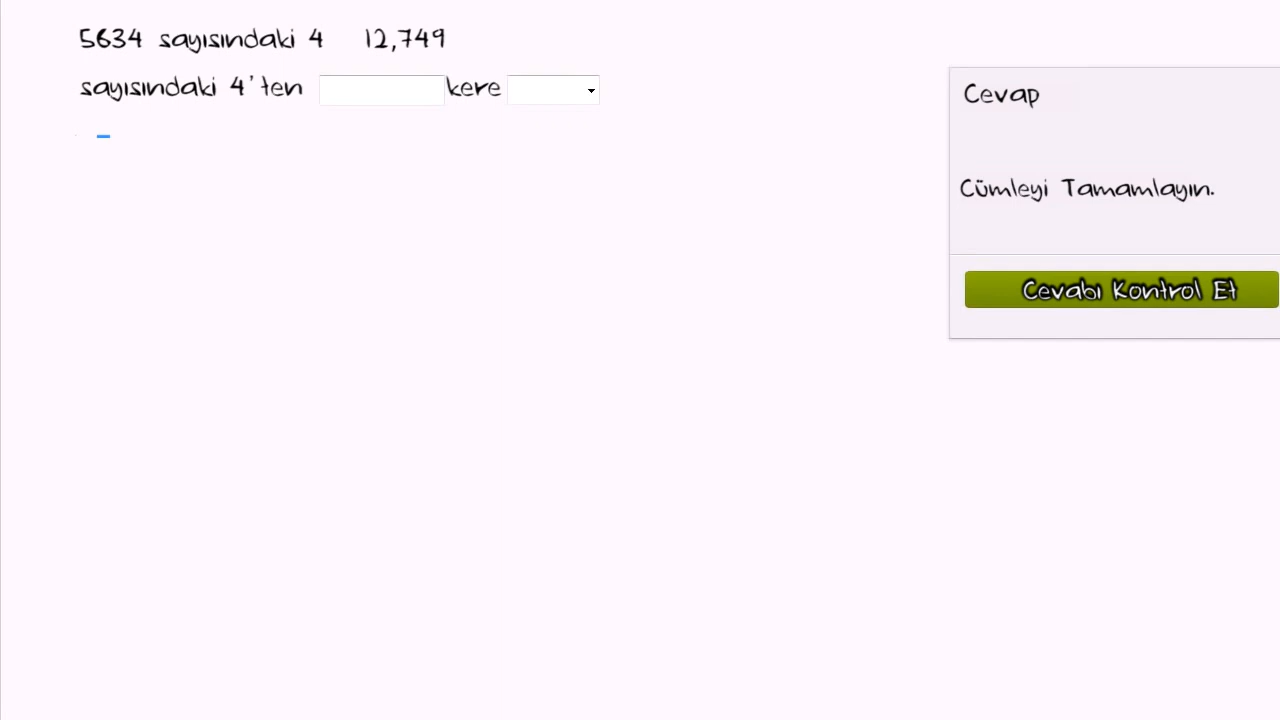 5634 sayısındaki 4 12,749
sayısındaki 4'ten kere
Cevap
Cümleyi Tamamlayın.
Cevabı Kontrol Et